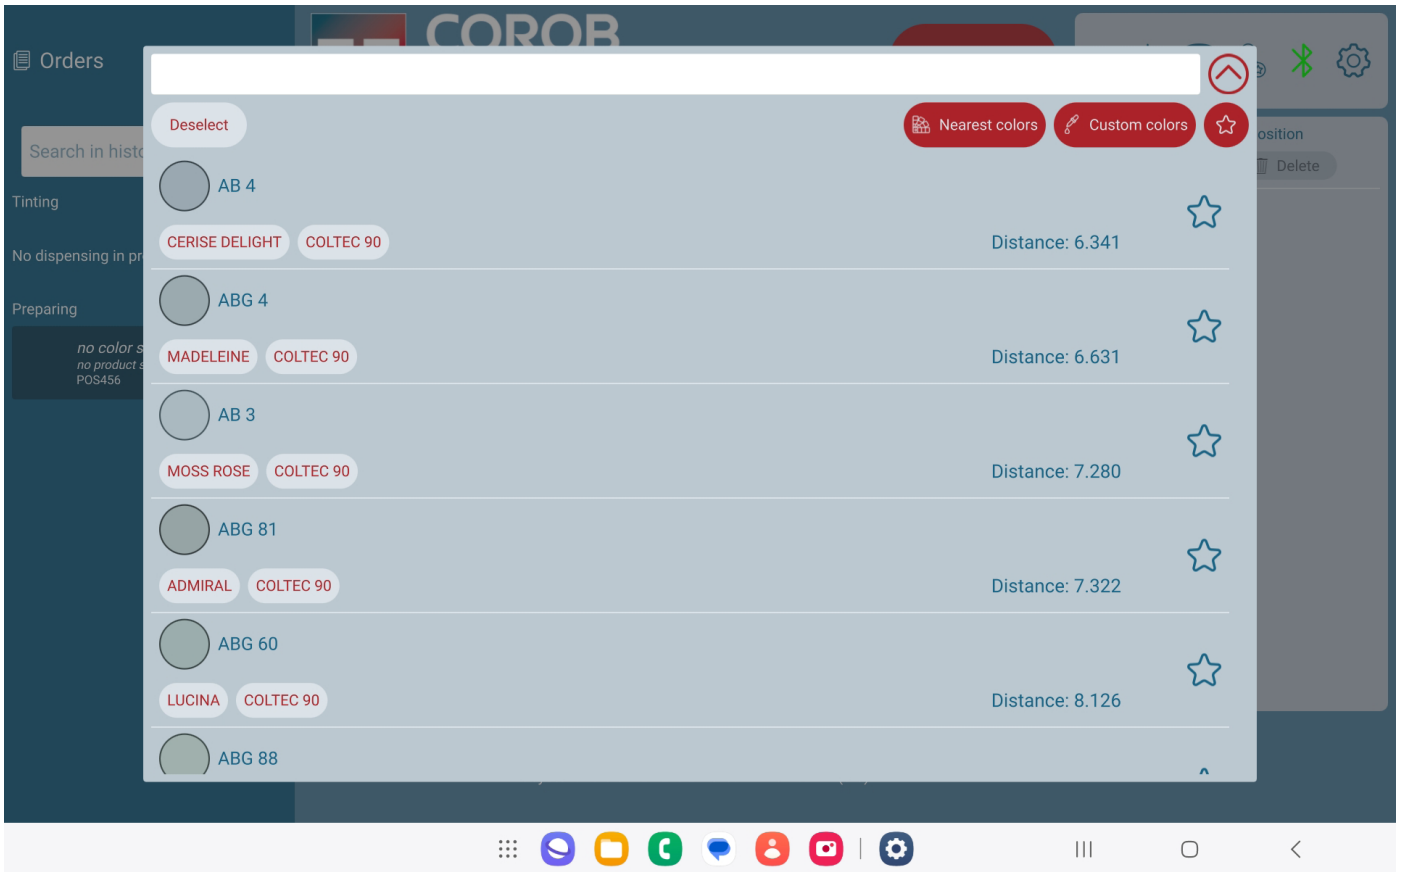 COROB
Orders
Deselect
Nearest colors
Custom colors
osition
Search in histo
Delete
AB 4
Tinting
CERISE DELIGHT
COLTEC 90
Distance: 6.341
No dispensing in pr
ABG 4
Preparing
no color s
MADELEINE
COLTEC 90
Distance: 6.631
no product s
POS456
AB 3
MOSS ROSE
COLTEC 90
Distance: 7.280
ABG 81
ADMIRAL
COLTEC 90
Distance: 7.322
ABG 60
LUCINA
COLTEC 90
Distance: 8.126
ABG 88